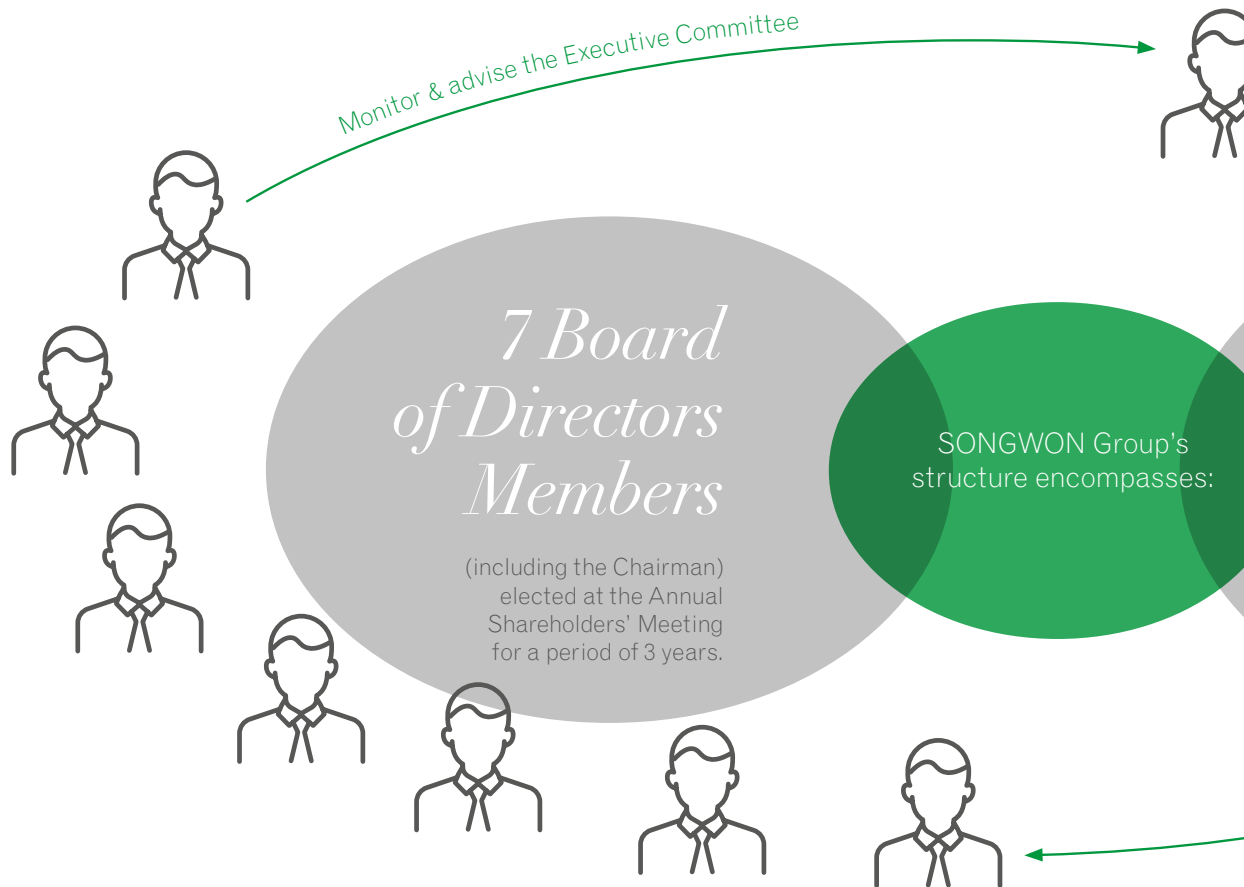 Monitor & advise the Executive Committee
7 Board
of Directors
Members
(including the Chairman)
elected at the Annual
Shareholders’ Meeting
for a period of 3 years.
SONGWON Group’s
structure encompasses: